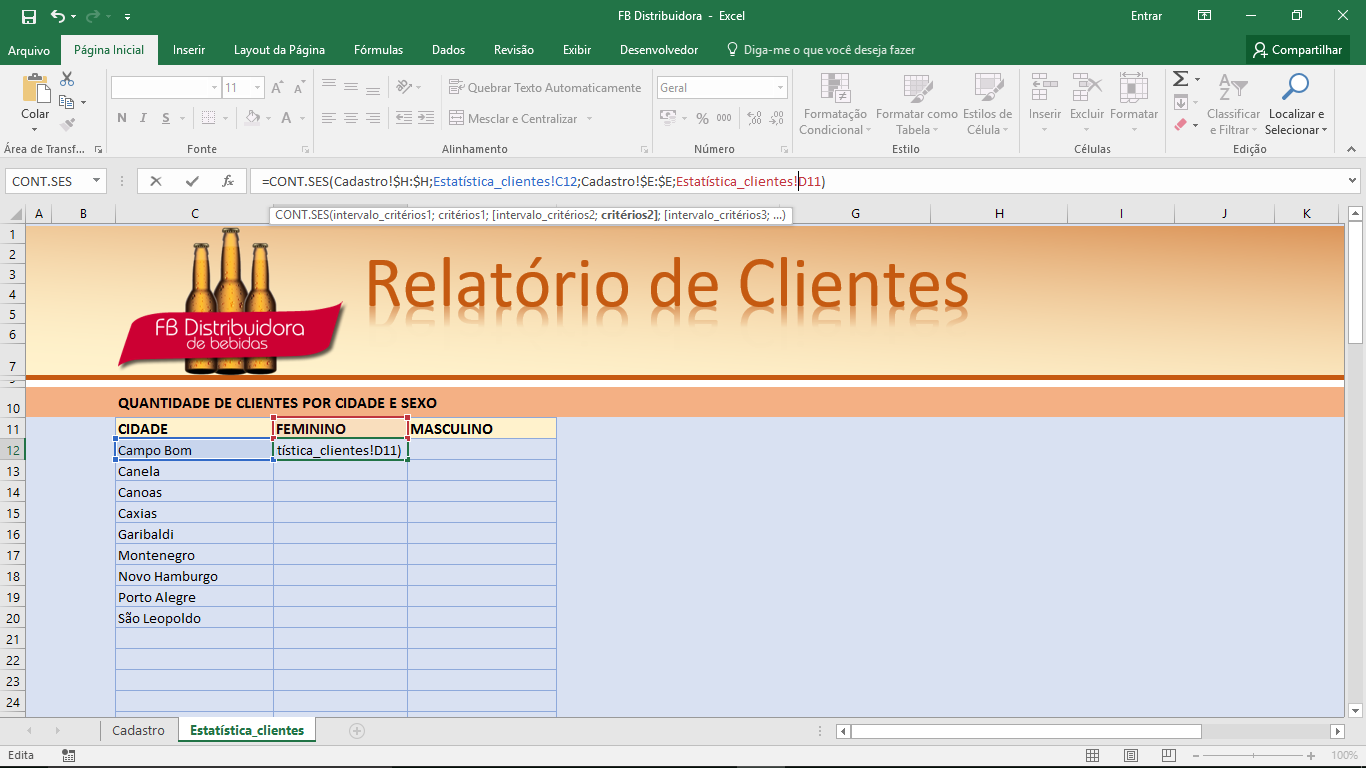 FB Distribuidora - Excel
Entrar
Arquivo
Página Inicial
Inserir
Layout da Página
Fórmulas
Dados
Revisão
Exibir
Desenvolvedor
Diga-me o que você deseja fazer
Compartilhar
Colar
11
Quebrar Texto Automaticamente
Geral
N I S
A
Mesclar e Centralizar
% 000
Formatação Condicional
Formatar como Tabela
Estilos de Célula
Inserir
Excluir
Formatar
Classificar e Filtrar
Localizar e Selecionar
Área de Transf...
Fonte
Alinhamento
Número
Estilo
Células
Edição
CONT.SES
fx
=CONT.SES(Cadastro!$H:$H;Estatística_clientes!C12;Cadastro!$E:$E;Estatística_clientes!D11)
CONT.SES(intervalo_critérios1; critérios1; [intervalo_critérios2; critérios2]; [intervalo_critérios3; ...)
A B C G H I J K
1
2
3
4
5
6
7
Relatório de Clientes
FB Distribuidora
de bebidas
10 QUANTIDADE DE CLIENTES POR CIDADE E SEXO
11 CIDADE FEMININO MASCULINO
12 Campo Bom tística_clientes!D11)
13 Canela
14 Canoas
15 Caxias
16 Garibaldi
17 Montenegro
18 Novo Hamburgo
19 Porto Alegre
20 São Leopoldo
21
22
23
24
Cadastro
Estatística_clientes
Edita
100%